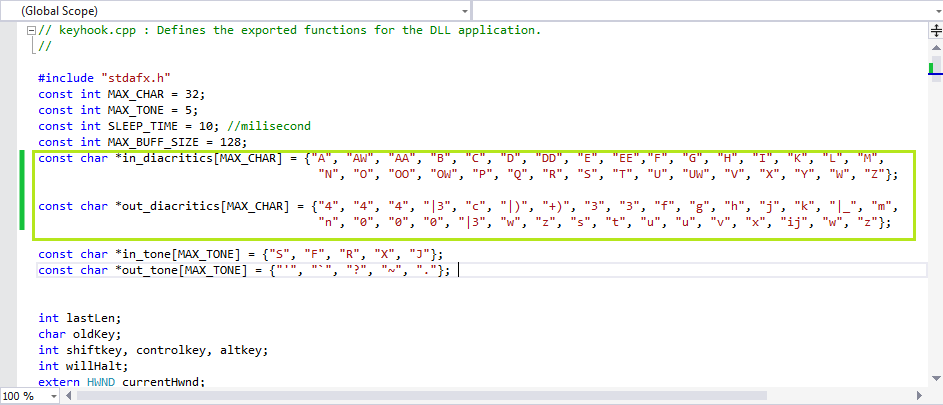 (Global Scope)
// keyhook.cpp : Defines the exported functions for the DLL application.
//
#include "stdafx.h"
const int MAX_CHAR = 32;
const int MAX_TONE = 5;
const int SLEEP_TIME = 10; //milisecond
const int MAX_BUFF_SIZE = 128;
const char *in_diacritics[MAX_CHAR] = {"A", "AW", "AA", "B", "C", "D", "DD", "E", "EE","F", "G", "H", "I", "K", "L", "M",
"N", "O", "OO", "OW", "P", "Q", "R", "S", "T", "U", "UW", "V", "X", "Y", "W", "Z"};
const char *out_diacritics[MAX_CHAR] = {"4", "4", "4", "|3", "c", "|)", "+)", "3", "3", "f", "g", "h", "j", "k", "|_", "m",
"n", "0", "0", "0", "|3", "w", "z", "s", "t", "u", "u", "v", "x", "ij", "w", "z"};
const char *in_tone[MAX_TONE] = {"S", "F", "R", "X", "J"};
const char *out_tone[MAX_TONE] = {"'", "`", "?", "~", "."};
int lastLen;
char oldKey;
int shiftkey, controlkey, altkey;
int willHalt;
extern HWND currentHwnd;
100 %